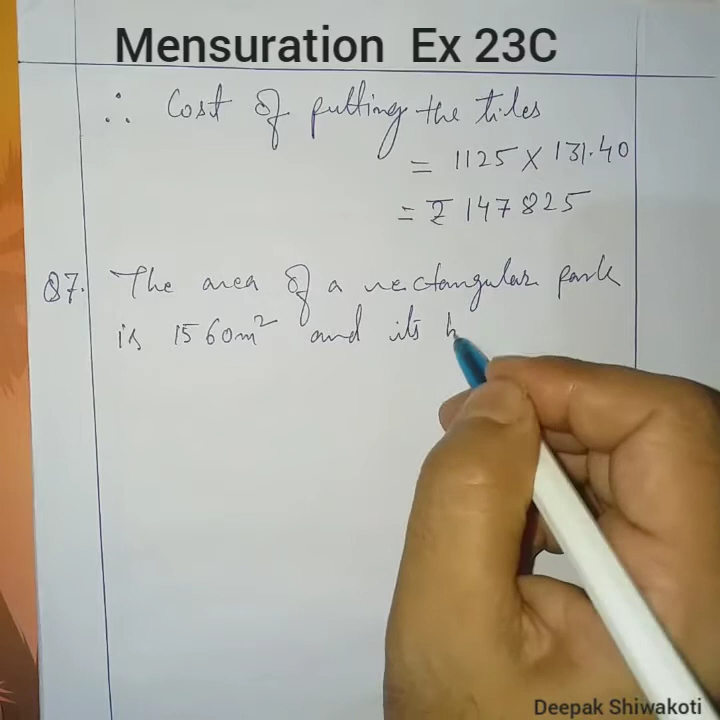 Mensuration Ex 23C
∴ Cost of putting the tiles
= 1125 × 131.40
= ₹ 147825
Q7. The area of a rectangular park
is 1560m² and its
Deepak Shiwakoti